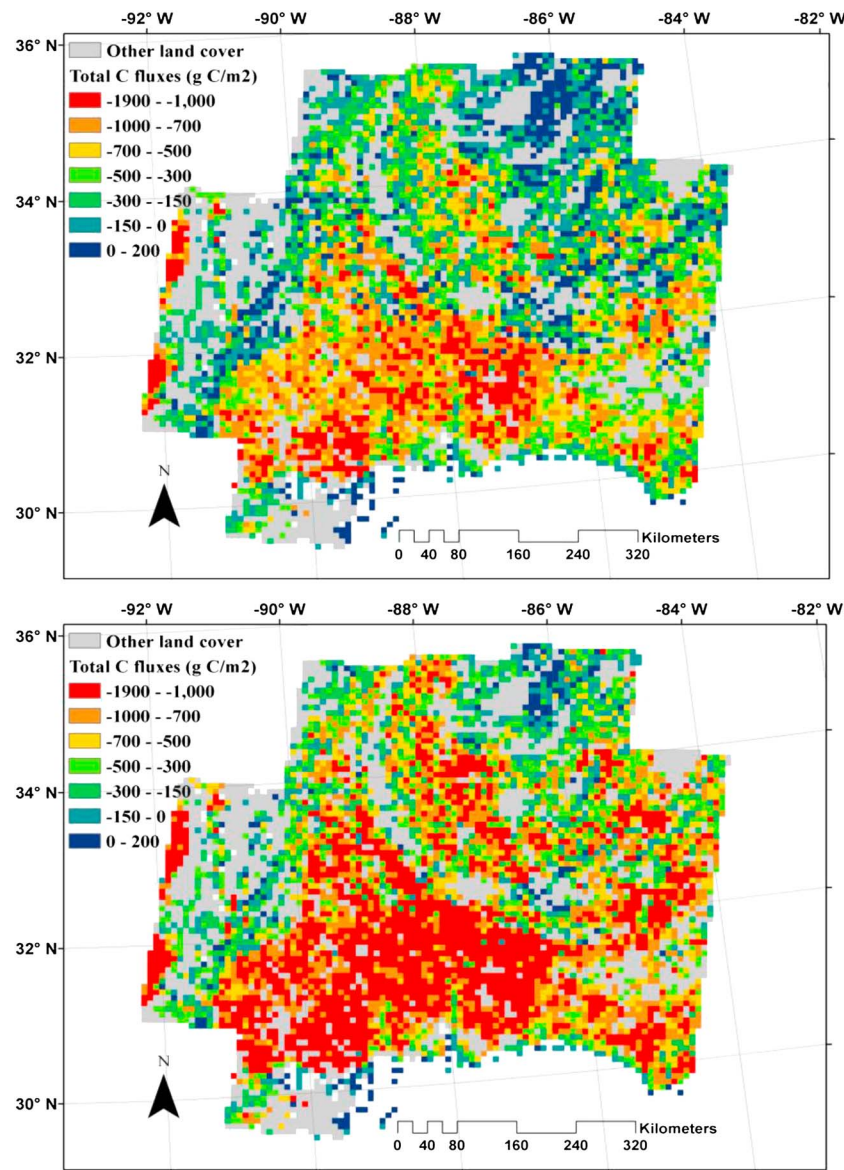 -92°W -90°W -88°W -86°W -84°W -82°W
36°N
Other land cover
Total C fluxes (g C/m2)
-1900 - -1,000
-1000 - -700
-700 - -500
-500 - -300
-300 - -150
-150 - 0
0 - 200
34°N
32°N
30°N
N
Kilometers
0 20 40 60 80 160 240 320
-92°W -90°W -88°W -86°W -84°W -82°W
36°N
Other land cover
Total C fluxes (g C/m2)
-1900 - -1,000
-1000 - -700
-700 - -500
-500 - -300
-300 - -150
-150 - 0
0 - 200
34°N
32°N
30°N
N
Kilometers
0 20 40 60 80 160 240 320